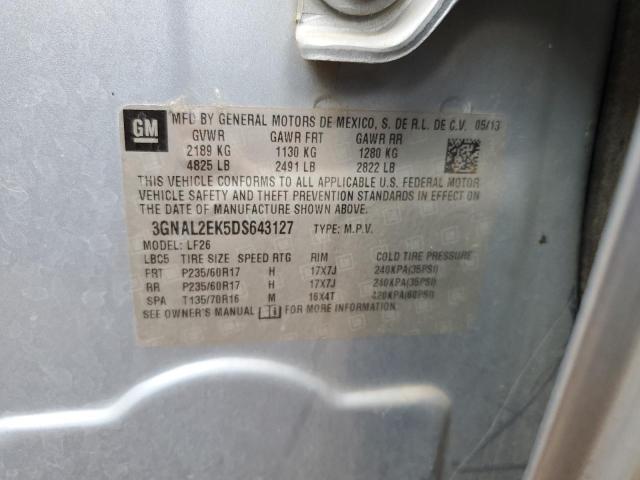 GM
MFD BY GENERAL MOTORS DE MEXICO, S. DE R.L. DE C.V. 05/13
GVWR GAWR FRT GAWR RR
2189 KG 1130 KG 1280 KG
4825 LB 2491 LB 2822 LB
THIS VEHICLE CONFORMS TO ALL APPLICABLE U.S. FEDERAL MOTOR
VEHICLE SAFETY AND THEFT PREVENTION STANDARDS IN EFFECT ON
THE DATE OF MANUFACTURE SHOWN ABOVE.
3GNAL2EK5DS643127 TYPE: M.P.V.
MODEL: LF26
LBC5 TIRE SIZE SPEED RTG RIM COLD TIRE PRESSURE
FRT P235/60R17 H 17X7J 240KPA(35PSI)
RR P235/60R17 H 17X7J 240KPA(35PSI)
SPA T135/70R16 M 16X4T 420KPA(60PSI)
SEE OWNER'S MANUAL FOR MORE INFORMATION.